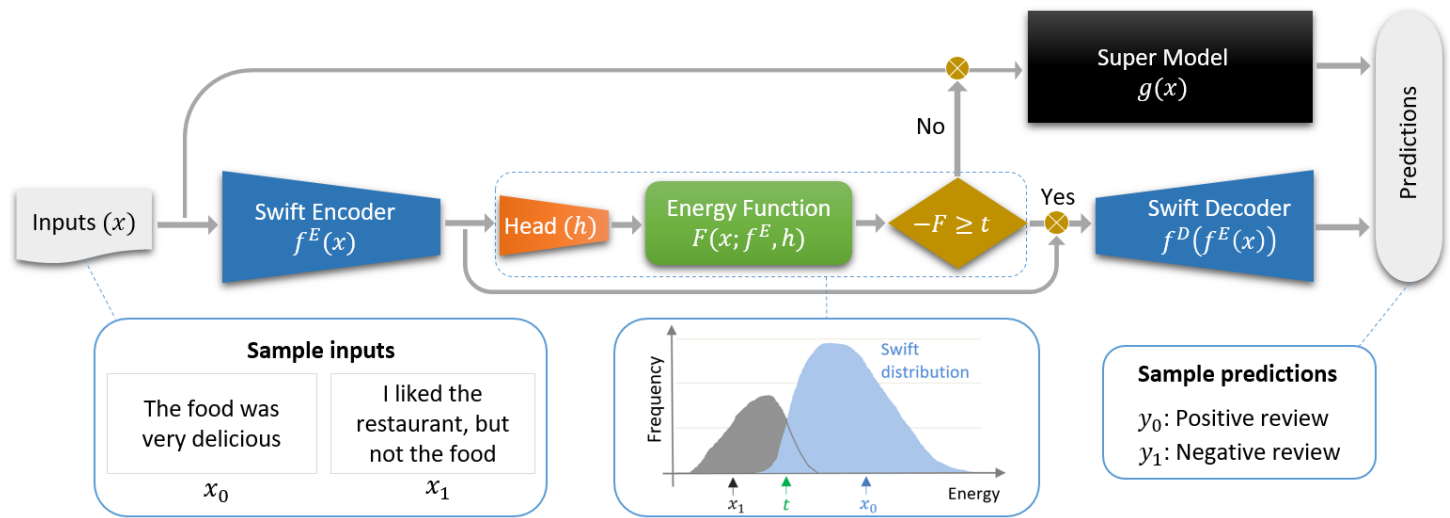 Super Model
g(x)
No
Inputs (x)
Swift Encoder
f^E(x)
Head (h)
Energy Function
F(x; f^E, h)
−F ≥ t
Yes
Swift Decoder
f^D(f^E(x))
Predictions
Sample inputs
The food was
very delicious
x_0
I liked the
restaurant, but
not the food
x_1
Frequency
Swift
distribution
x_1
t
x_0
Energy
Sample predictions
y_0: Positive review
y_1: Negative review